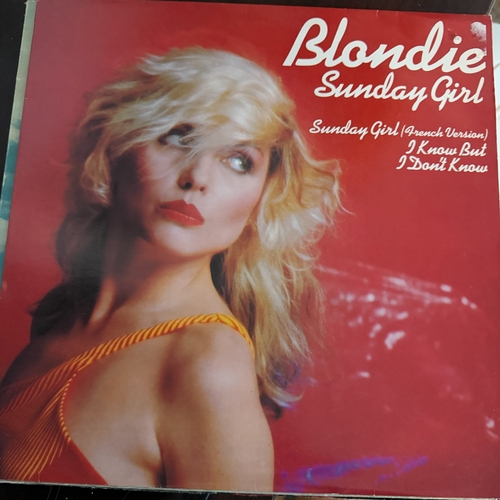 Blondie
Sunday Girl
Sunday Girl (French Version)
I Know But
I Don't Know